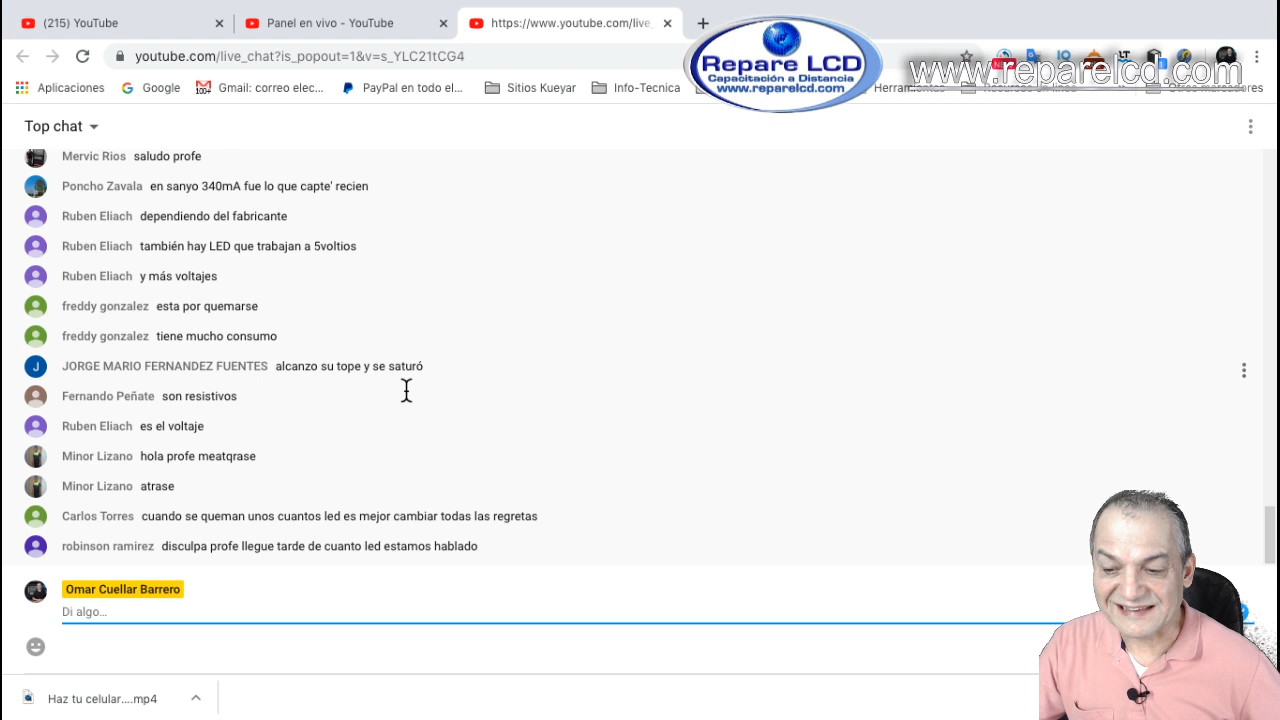 (215) YouTube
Panel en vivo - YouTube
https://www.youtube.com/live_
youtube.com/live_chat?is_popout=1&v=s_YLC21tCG4
Repare LCD
Capacitación a Distancia
www.reparelcd.com
www.reparelcd.com
Aplicaciones
Google
Gmail: correo elec...
PayPal en todo el...
Sitios Kueyar
Info-Tecnica
Herramientas
Recursos en linea
Otros marcadores
Top chat
Mervic Rios saludo profe
Poncho Zavala en sanyo 340mA fue lo que capte' recien
Ruben Eliach dependiendo del fabricante
Ruben Eliach también hay LED que trabajan a 5voltios
Ruben Eliach y más voltajes
freddy gonzalez esta por quemarse
freddy gonzalez tiene mucho consumo
J JORGE MARIO FERNANDEZ FUENTES alcanzo su tope y se saturó
Fernando Peñate son resistivos
Ruben Eliach es el voltaje
Minor Lizano hola profe meatqrase
Minor Lizano atrase
Carlos Torres cuando se queman unos cuantos led es mejor cambiar todas las regretas
robinson ramirez disculpa profe llegue tarde de cuanto led estamos hablado
Omar Cuellar Barrero
Di algo...
Haz tu celular....mp4